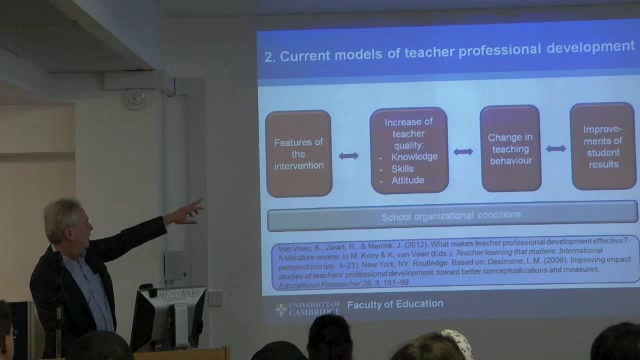 2. Current models of teacher professional development
Features of
the
intervention
Increase of
teacher
quality:
- Knowledge
- Skills
- Attitude
Change in
teaching
behaviour
Improve-
ments of
student
results
School organizational conditions
Van Veen, K., Zwart, R., & Meirink, J. (2012). What makes teacher professional development effective?
A literature review. In M. Kooy & K. van Veen (Eds.), Teacher learning that matters: International
perspectives (pp. 3–21). New York, NY: Routledge. Based on: Desimone, L.M. (2009). Improving impact
studies of teachers' professional development: toward better conceptualizations and measures.
Educational Researcher 38, 3, 181–99.
UNIVERSITY OF
CAMBRIDGE
Faculty of Education